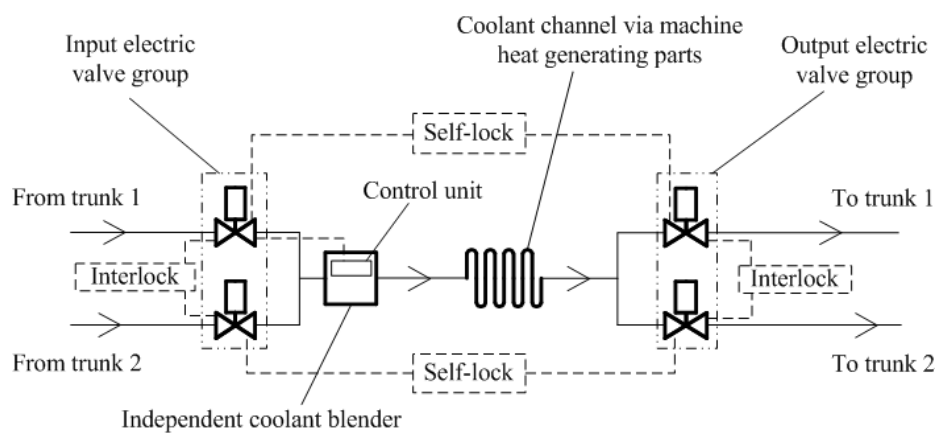 Input electric
valve group
Coolant channel via machine
heat generating parts
Output electric
valve group
Self-lock
From trunk 1
Control unit
To trunk 1
Interlock
Interlock
From trunk 2
To trunk 2
Self-lock
Independent coolant blender